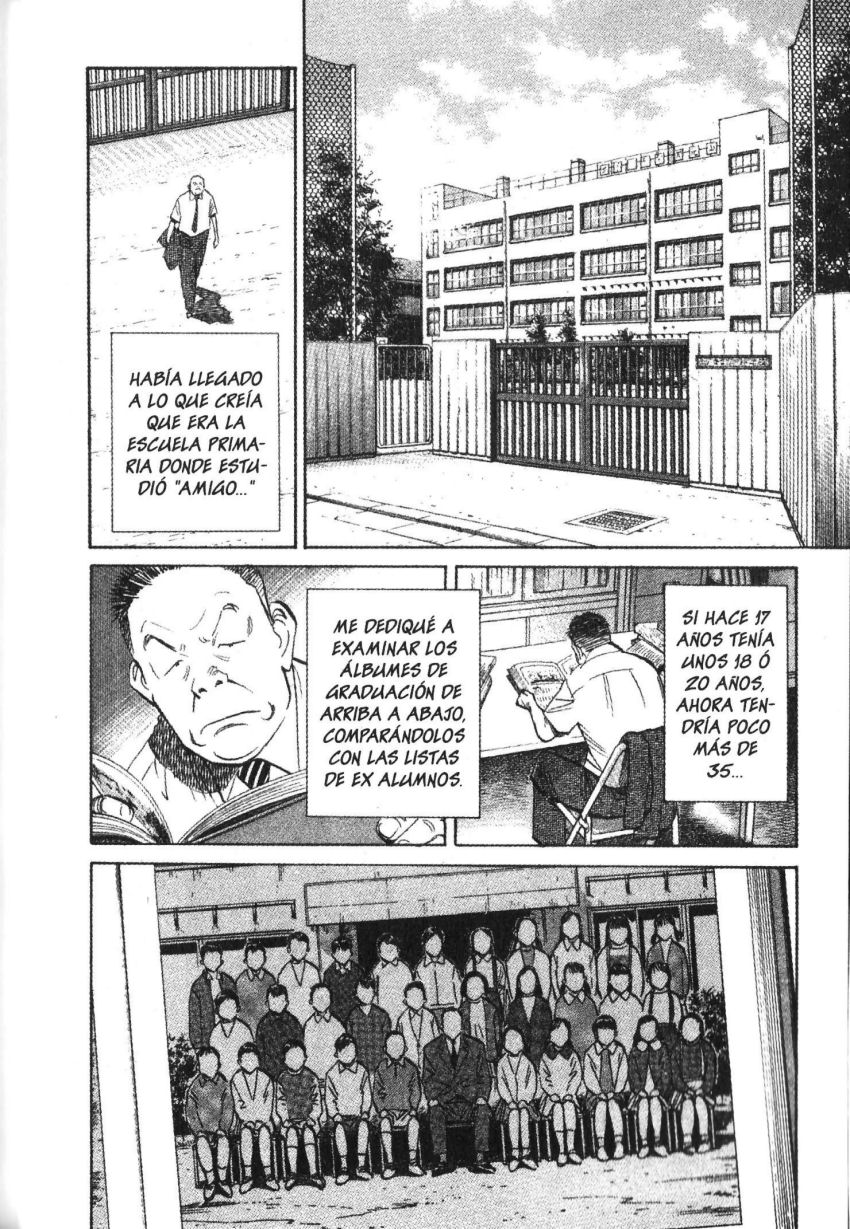 HABÍA LLEGADO
A LO QUE CREÍA
QUE ERA LA
ESCUELA PRIMA-
RIA DONDE ESTU-
DIÓ "AMIGO..."
SI HACE 17
AÑOS TENÍA
UNOS 18 Ó
20 AÑOS,
AHORA TEN-
DRÍA POCO
MÁS DE
35...
ME DEDIQUÉ A
EXAMINAR LOS
ÁLBUMES DE
GRADUACIÓN DE
ARRIBA A ABAJO,
COMPARÁNDOLOS
CON LAS LISTAS
DE EX ALUMNOS.